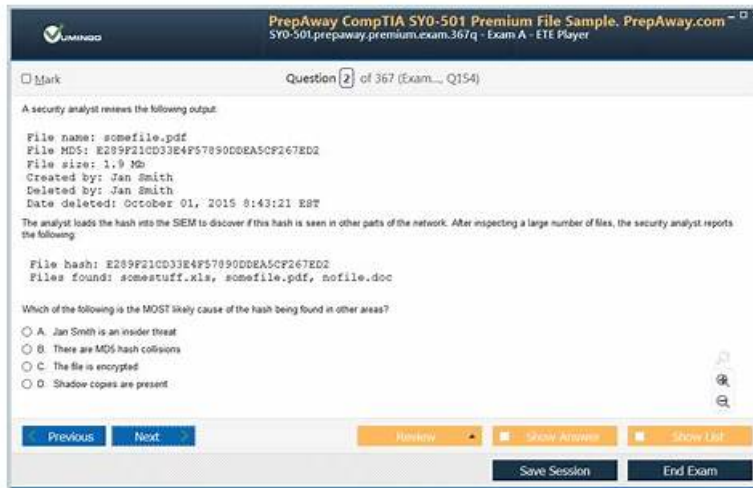 VUMINGO
PrepAway CompTIA SY0-501 Premium File Sample. PrepAway.com
SY0-501.prepaway.premium.exam.367q - Exam A - ETE Player
Mark
Question 2 of 367 (Exam..., Q154)
A security analyst reviews the following output:
File name: somefile.pdf
File MD5: E289F21CD33E4F57890DDEA5CF267ED2
File size: 1.9 Mb
Created by: Jan Smith
Deleted by: Jan Smith
Date deleted: October 01, 2015 8:43:21 EST
The analyst loads the hash into the SIEM to discover if this hash is seen in other parts of the network. After inspecting a large number of files, the security analyst reports
the following:
File hash: E289F21CD33E4F57890DDEA5CF267ED2
Files found: somestuff.xls, somefile.pdf, nofile.doc
Which of the following is the MOST likely cause of the hash being found in other areas?
A. Jan Smith is an insider threat
B. There are MD5 hash collisions
C. The file is encrypted
D. Shadow copies are present
Previous Next Review Show Answer Show List
Save Session End Exam